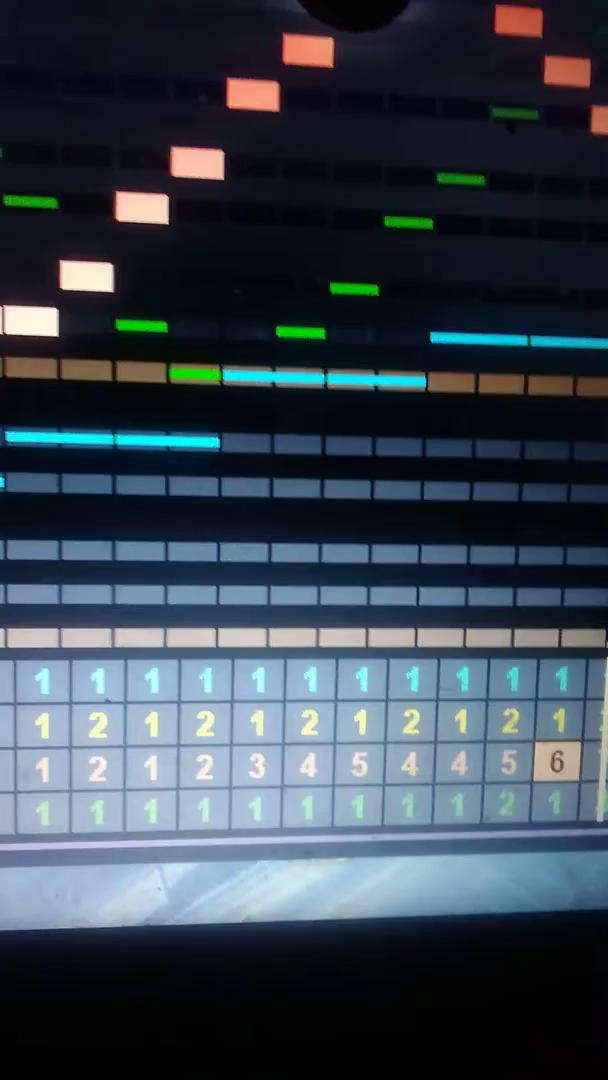 1 1 1 1 1 1 1 1 1 1 1
1 2 1 2 1 2 1 2 1 2 1
1 2 1 2 3 4 5 4 4 5 6
1 1 1 1 1 1 1 1 1 2 1